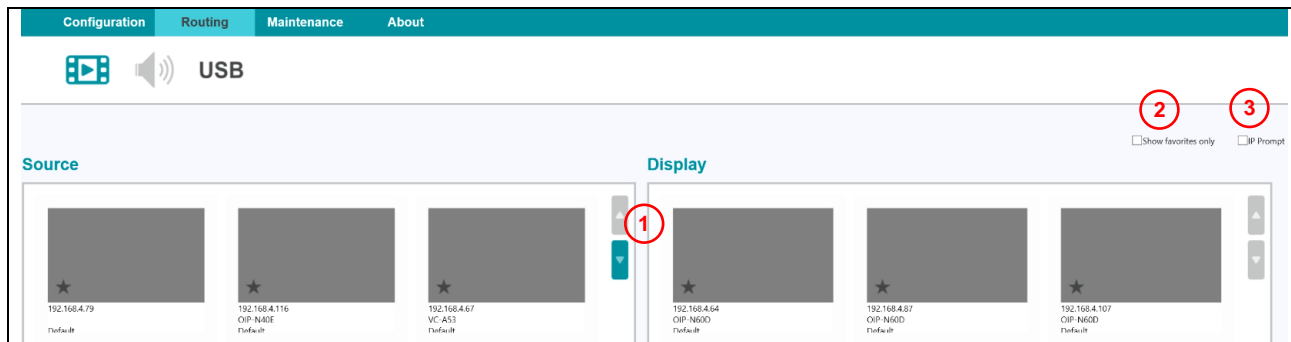 Configuration Routing Maintenance About
USB
2 3
Show favorites only IP Prompt
Source Display
1
192.168.4.79 192.168.4.116 192.168.4.67 192.168.4.64 192.168.4.87 192.168.4.107
OIP-N40E VC-A53 OIP-N60D OIP-N60D OIP-N60D
Default Default Default Default Default Default